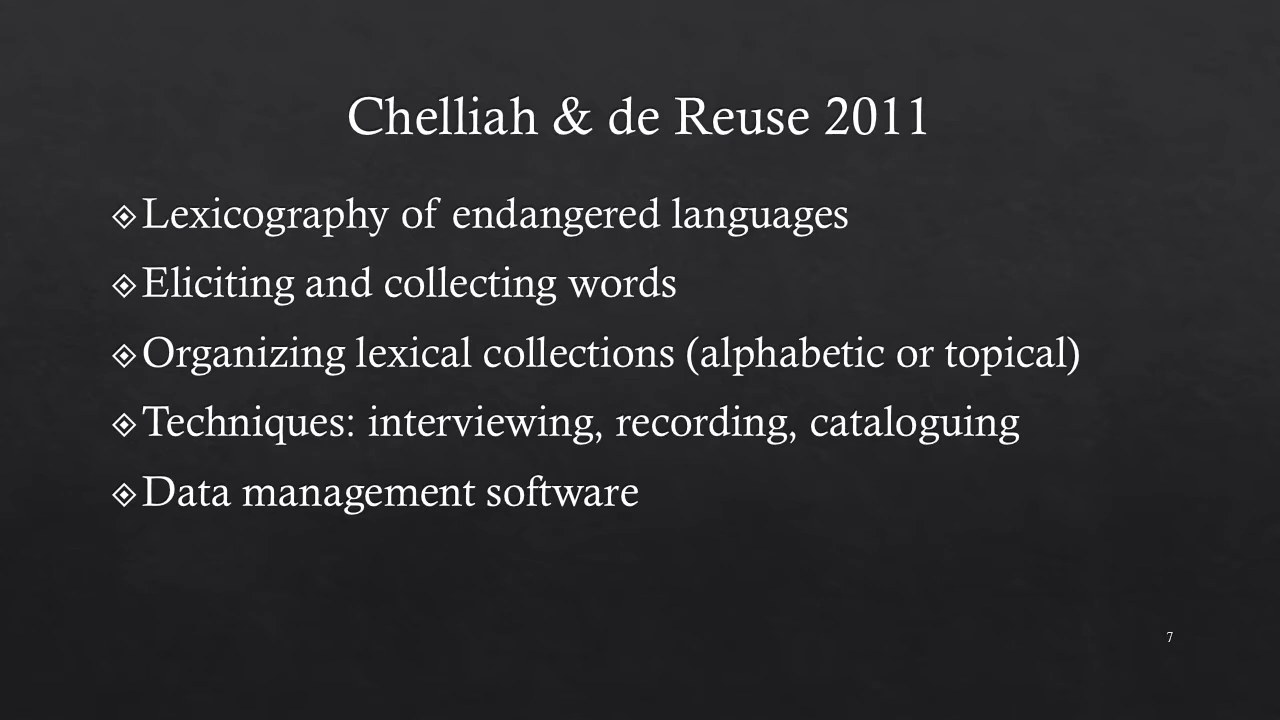 Chelliah & de Reuse 2011
Lexicography of endangered languages
Eliciting and collecting words
Organizing lexical collections (alphabetic or topical)
Techniques: interviewing, recording, cataloguing
Data management software
7